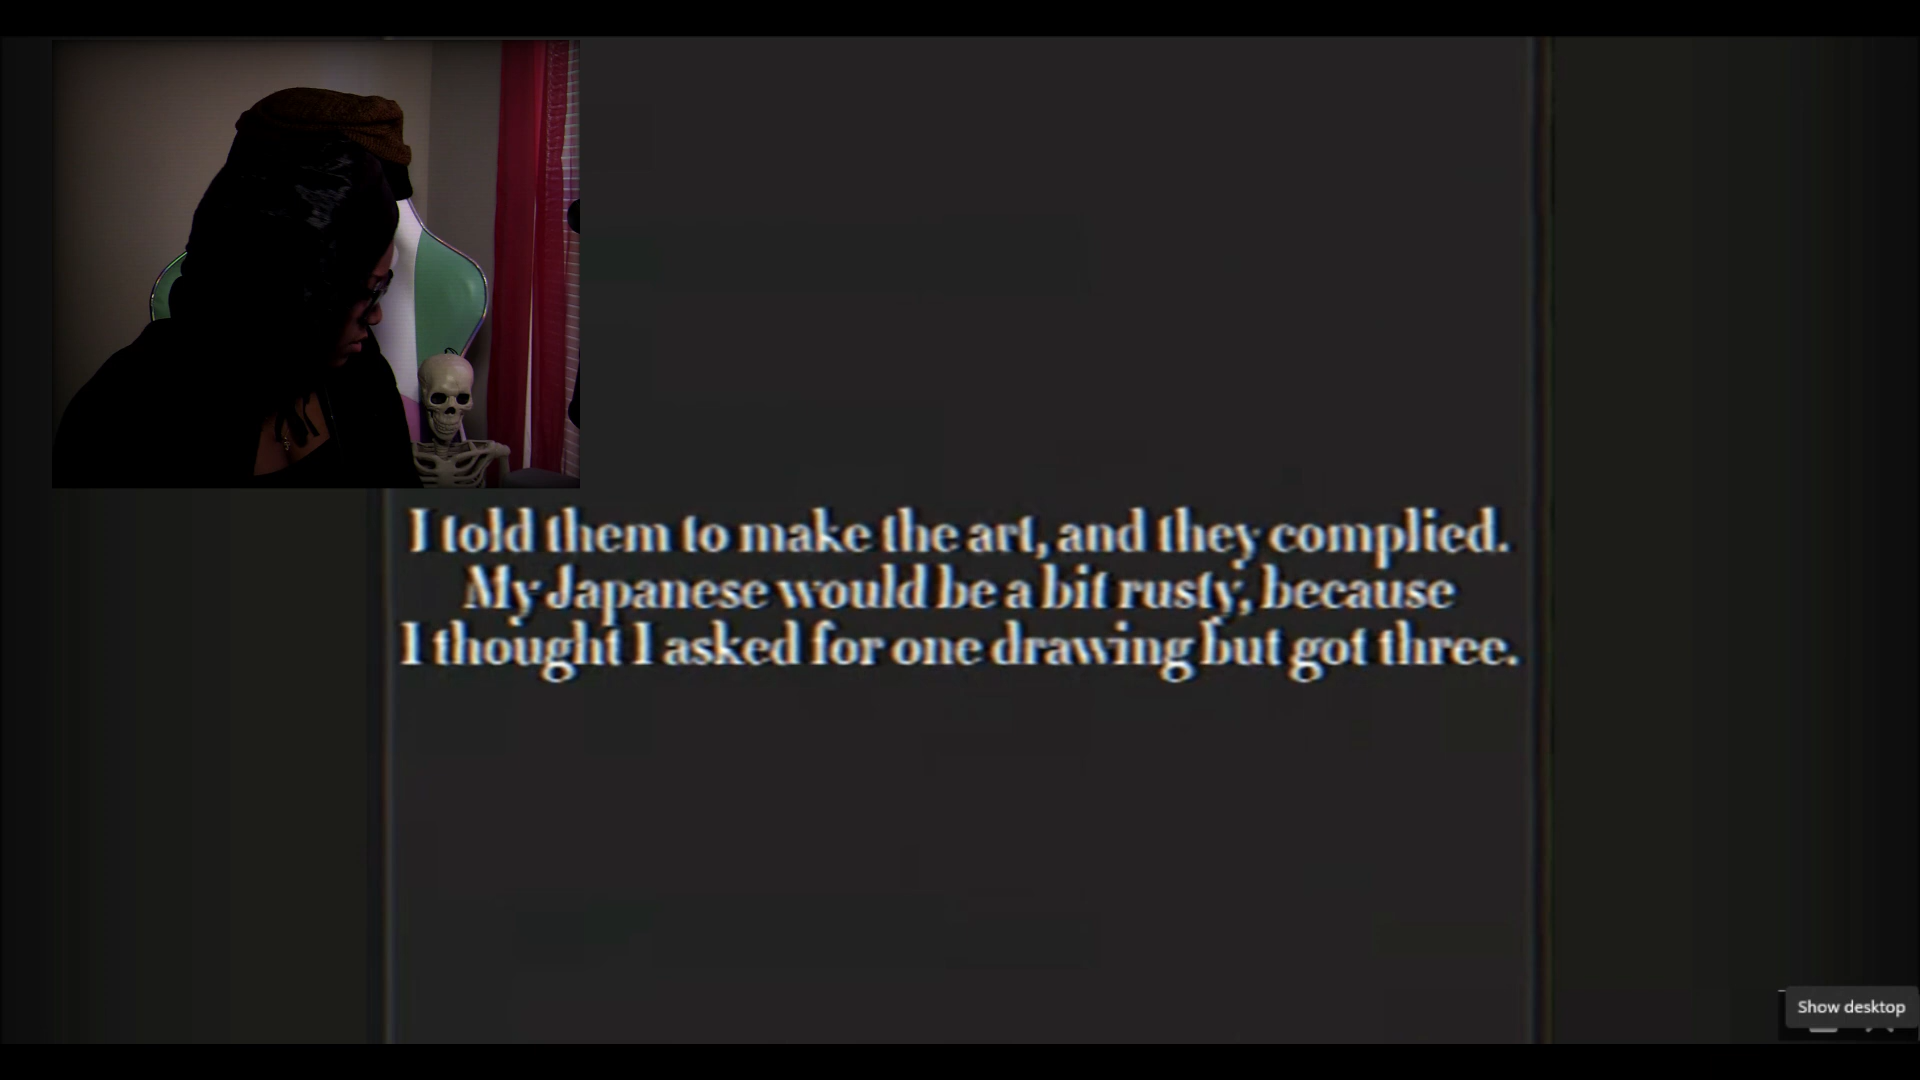 I told them to make the art, and they complied.
My Japanese would be a bit rusty, because
I thought I asked for one drawing but got three.
Show desktop